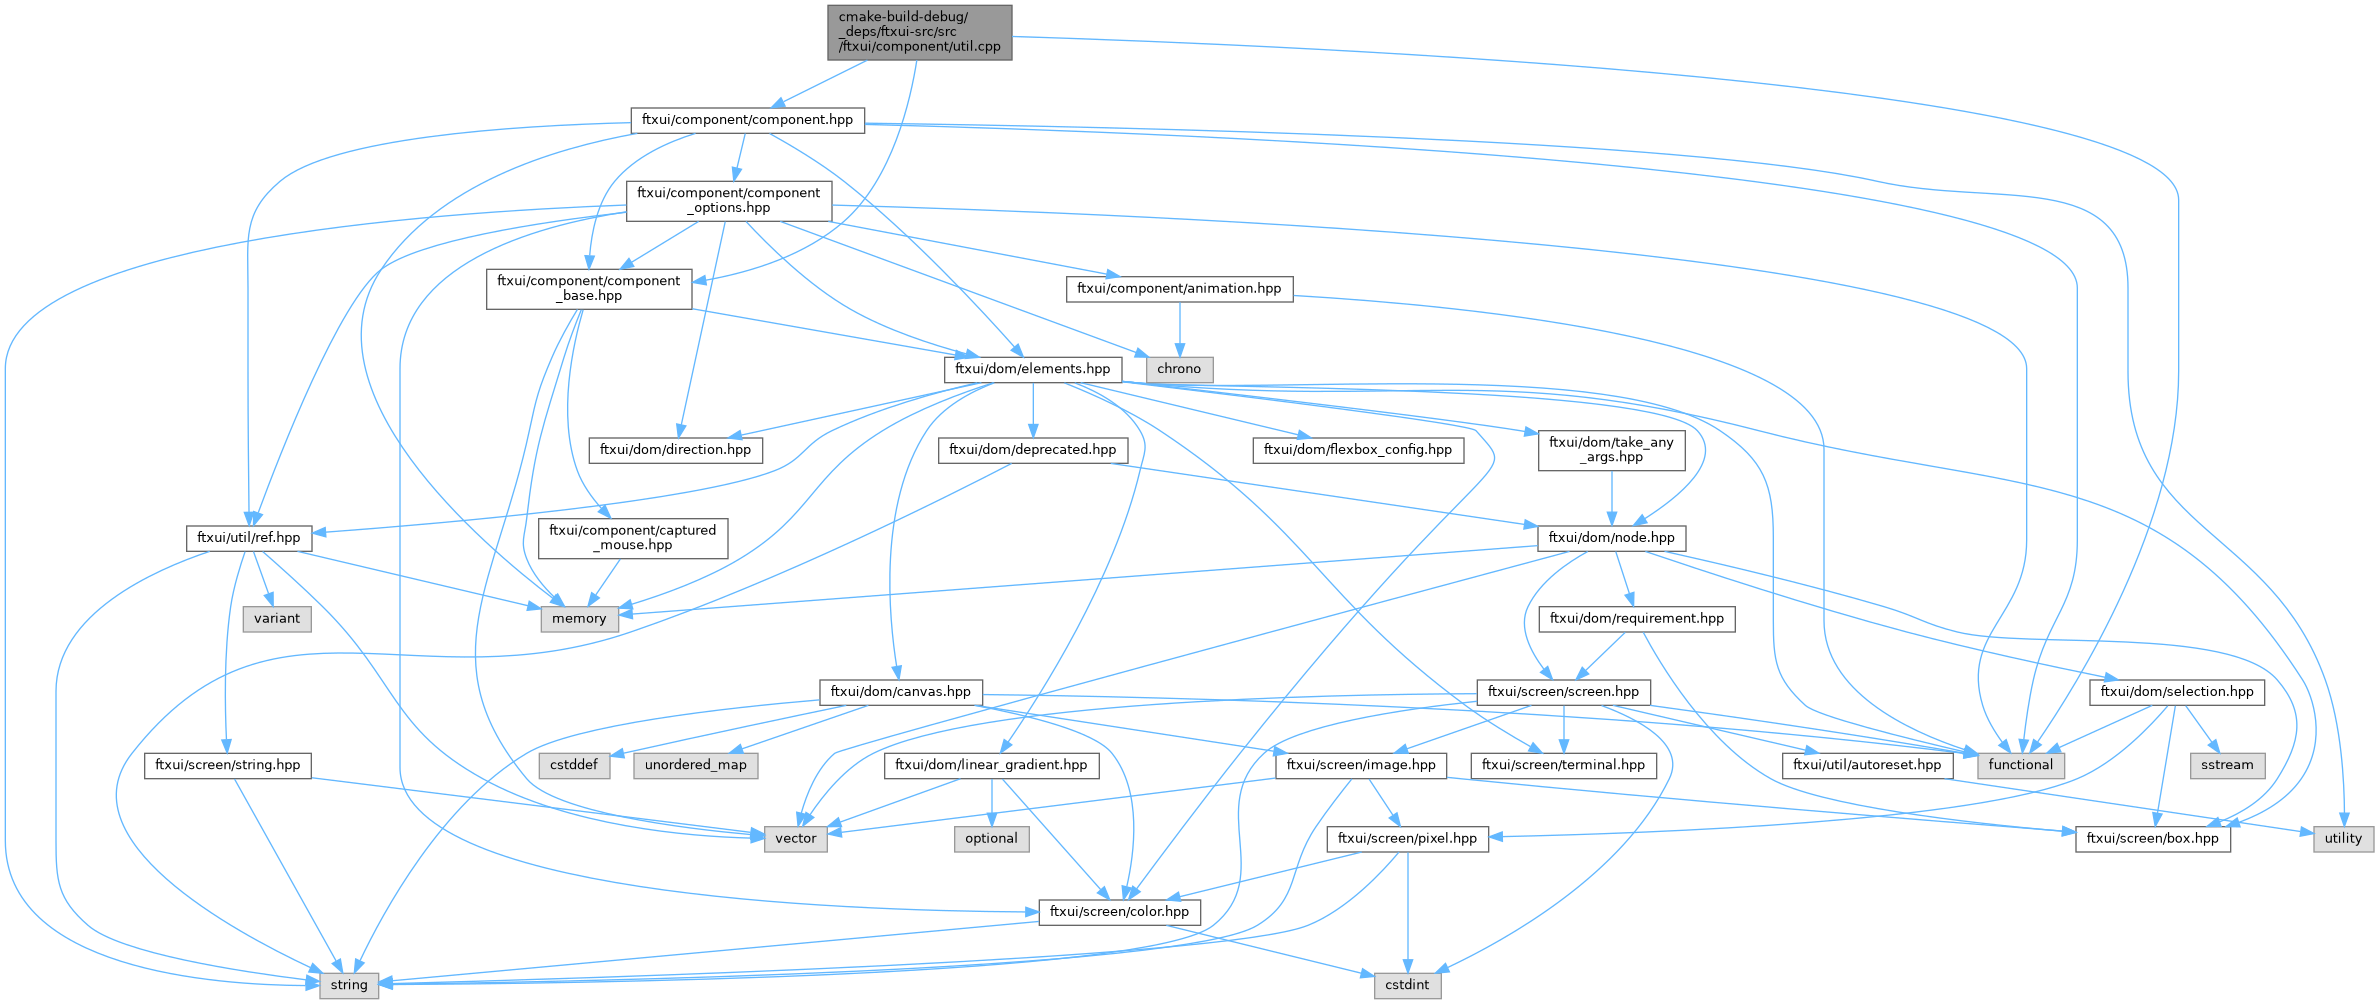 cmake-build-debug/
_deps/ftxui-src/src
/ftxui/component/util.cpp
ftxui/component/component.hpp
ftxui/component/component
_options.hpp
ftxui/component/component
_base.hpp
ftxui/component/animation.hpp
ftxui/dom/elements.hpp
chrono
ftxui/dom/direction.hpp
ftxui/dom/deprecated.hpp
ftxui/dom/flexbox_config.hpp
ftxui/dom/take_any
_args.hpp
ftxui/util/ref.hpp
ftxui/component/captured
_mouse.hpp
ftxui/dom/node.hpp
variant
memory
ftxui/dom/requirement.hpp
ftxui/dom/canvas.hpp
ftxui/screen/screen.hpp
ftxui/dom/selection.hpp
ftxui/screen/string.hpp
cstddef
unordered_map
ftxui/dom/linear_gradient.hpp
ftxui/screen/image.hpp
ftxui/screen/terminal.hpp
ftxui/util/autoreset.hpp
functional
sstream
vector
optional
ftxui/screen/pixel.hpp
ftxui/screen/box.hpp
utility
ftxui/screen/color.hpp
string
cstdint